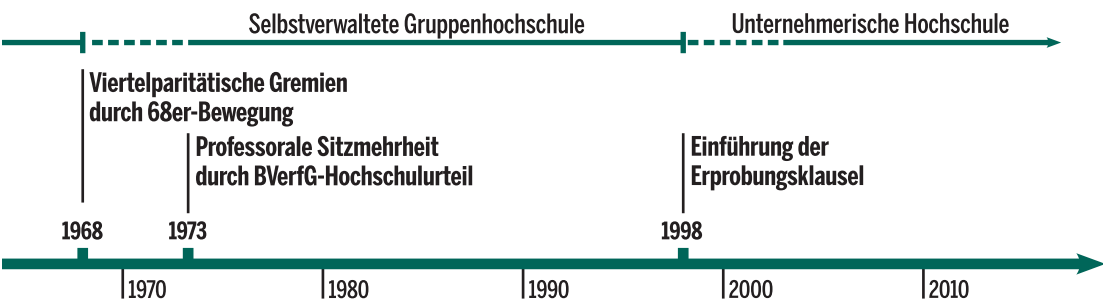 Selbstverwaltete Gruppenhochschule
Unternehmerische Hochschule
Viertelparitätische Gremien
durch 68er-Bewegung
Professorale Sitzmehrheit
durch BVerfG-Hochschulurteil
Einführung der
Erprobungsklausel
1968
1973
1998
1970
1980
1990
2000
2010